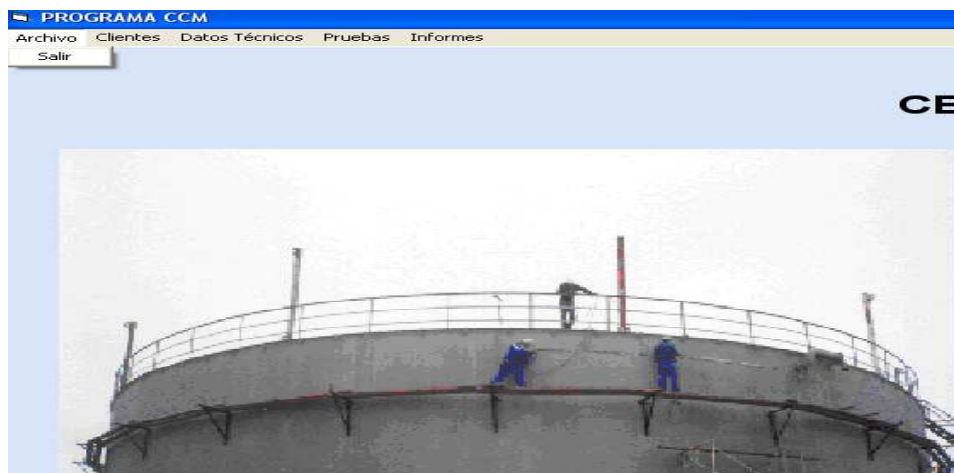 PROGRAMA CCM
Archivo Clientes Datos Técnicos Pruebas Informes
Salir
CE